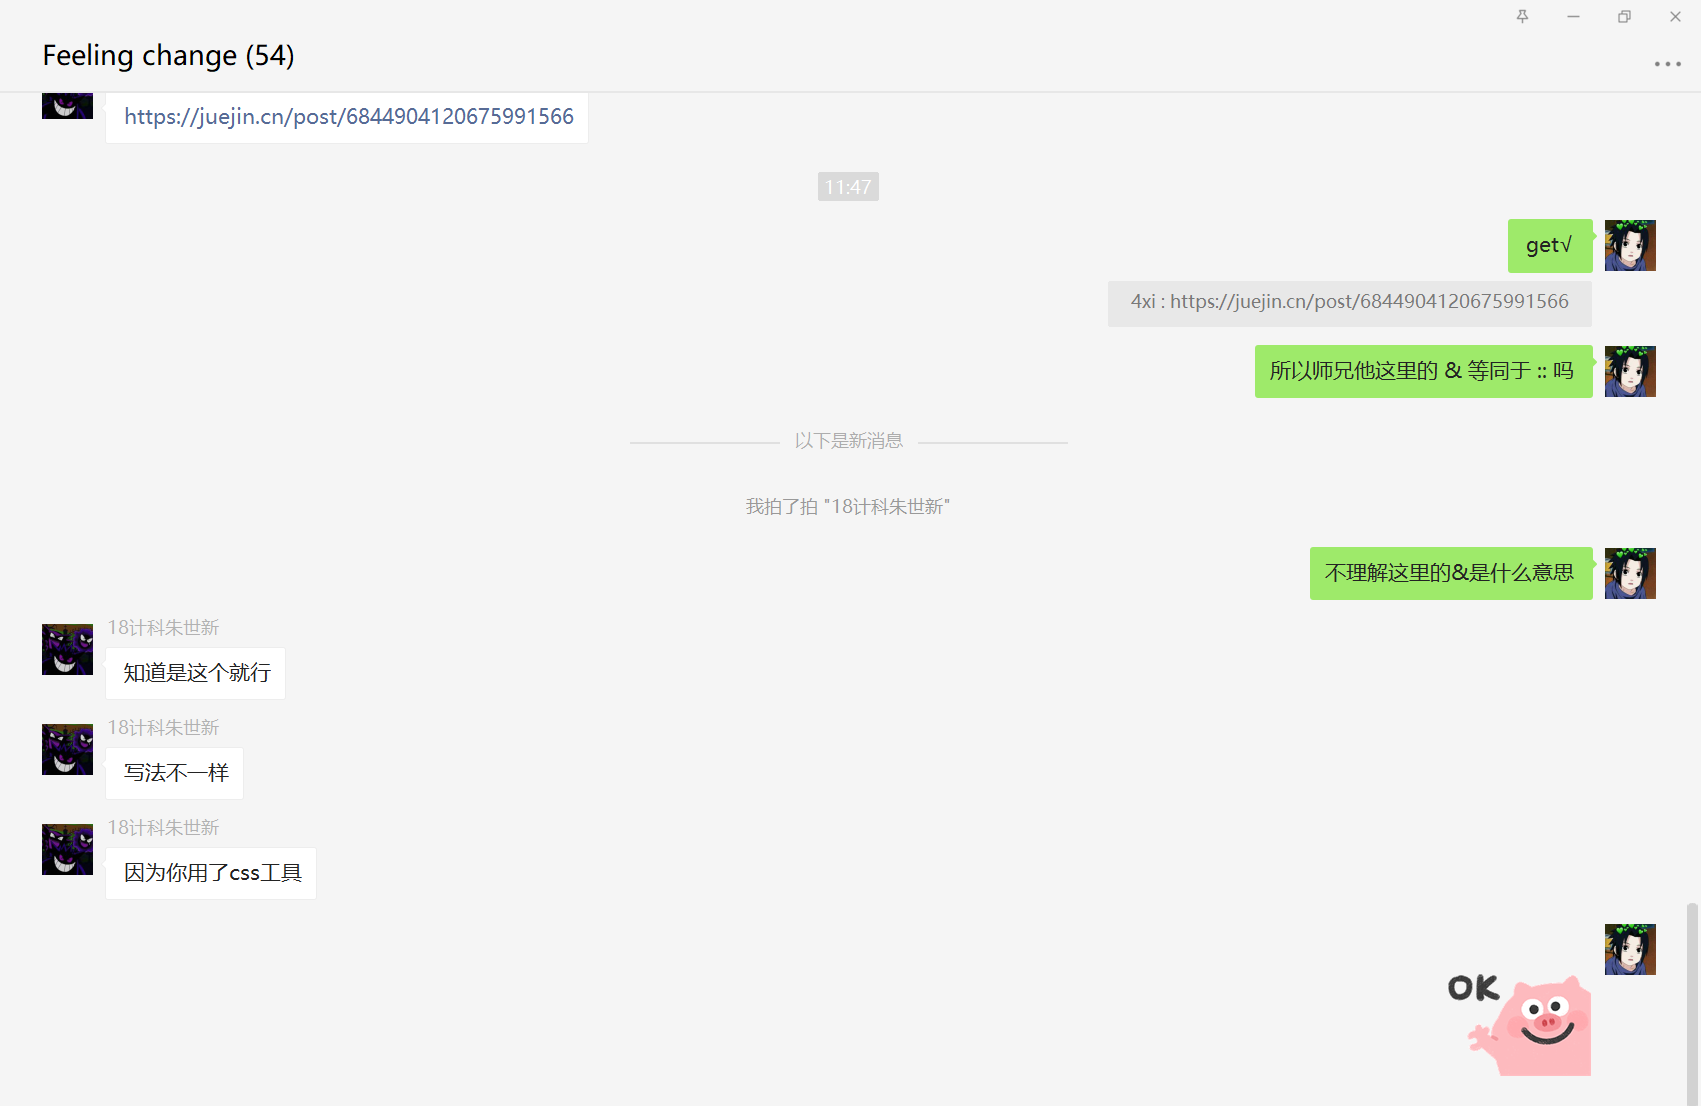 Feeling change (54)
https://juejin.cn/post/6844904120675991566
11:47
get√
4xi : https://juejin.cn/post/6844904120675991566
所以师兄他这里的 & 等同于 :: 吗
以下是新消息
我拍了拍 "18计科朱世新"
不理解这里的&是什么意思
18计科朱世新
知道是这个就行
18计科朱世新
写法不一样
18计科朱世新
因为你用了css工具
OK